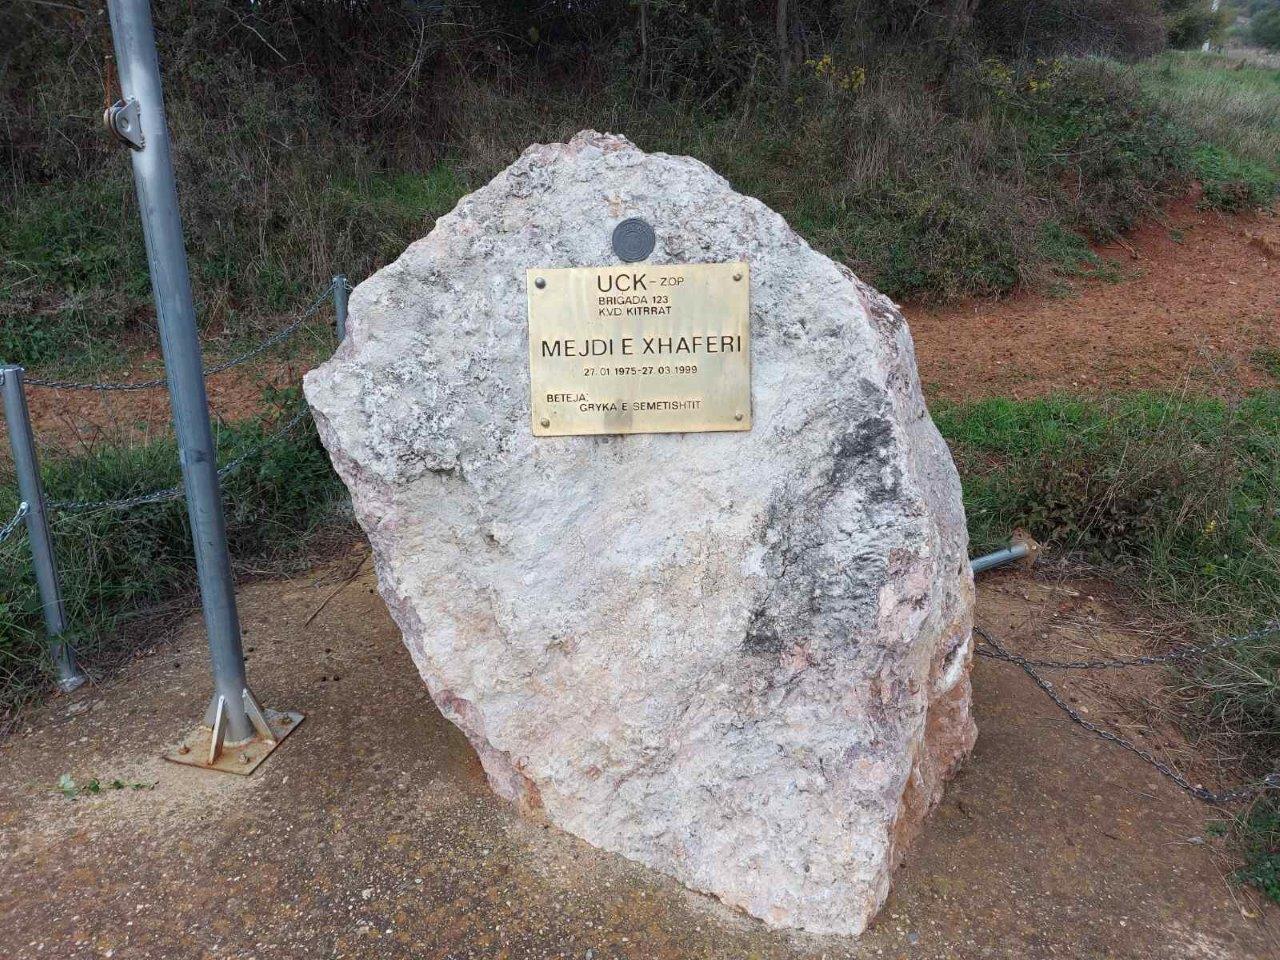 UCK-ZOP
BRIGADA 123
KVD. KITRRAT
MEJDI E XHAFERI
27.01 1975-27.03.1999
BETEJA:
GRYKA E SEMETISHTIT